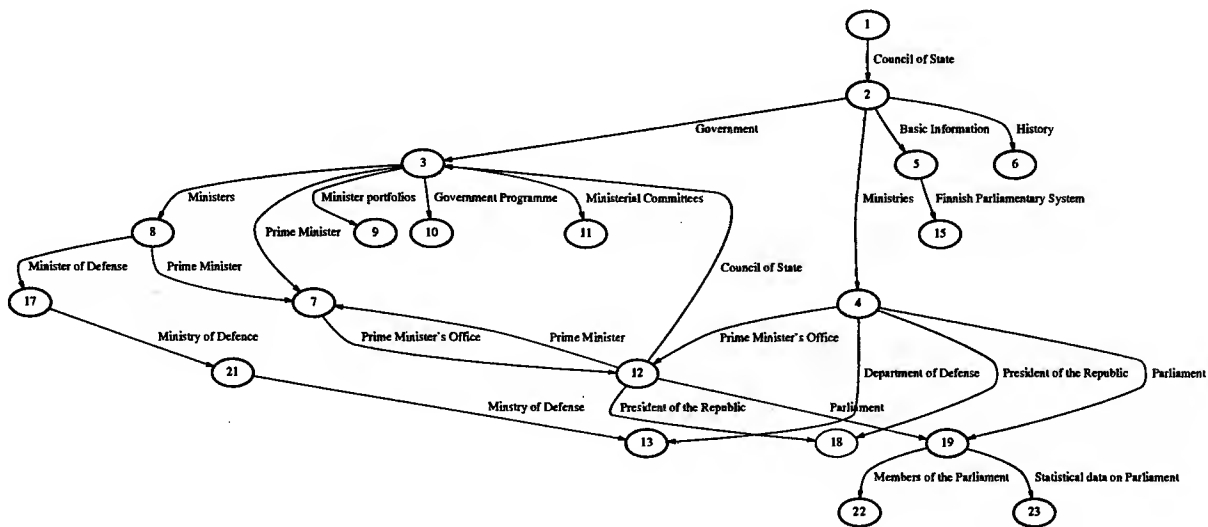 1
Council of State
2
Government
Basic Information
History
3
5
6
Ministers
Minister portfolios
Government Programme
Ministerial Committees
Ministries
Finnish Parliamentary System
8
Prime Minister
9
10
11
15
Minister of Defense
Prime Minister
Council of State
17
7
4
Ministry of Defence
Prime Minister's Office
Prime Minister
Prime Minister's Office
21
12
Department of Defense
President of the Republic
Parliament
Minstry of Defense
President of the Republic
Parliament
13
18
19
Members of the Parliament
Statistical data on Parliament
22
23